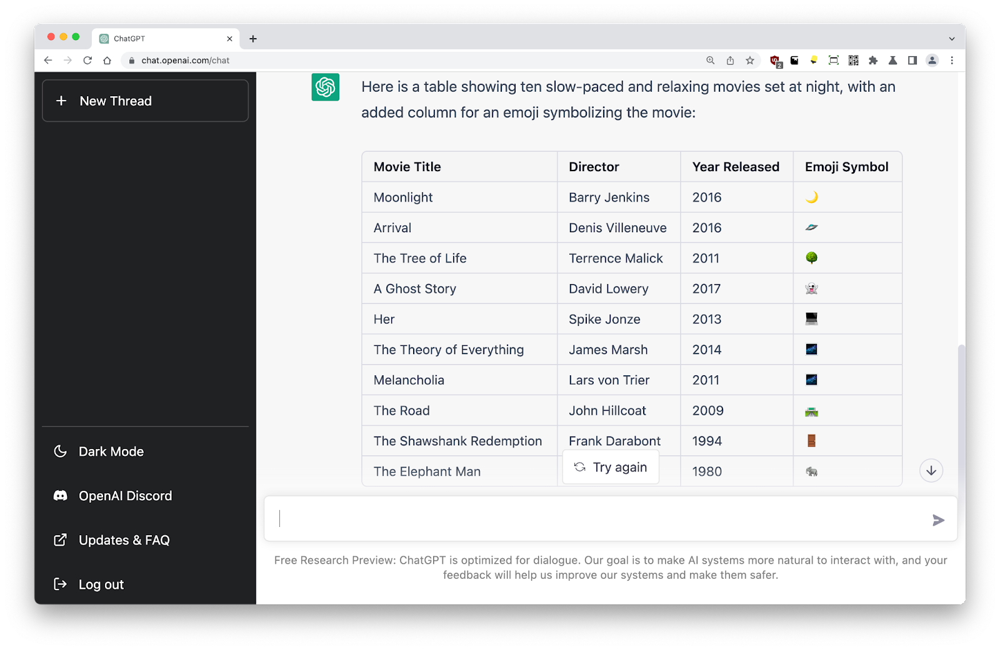 ChatGPT
chat.openai.com/chat
2
New Thread
Here is a table showing ten slow-paced and relaxing movies set at night, with an
added column for an emoji symbolizing the movie:
Movie Title Director Year Released Emoji Symbol
Moonlight Barry Jenkins 2016 🌙
Arrival Denis Villeneuve 2016 🛸
The Tree of Life Terrence Malick 2011 🌳
A Ghost Story David Lowery 2017 👻
Her Spike Jonze 2013 💻
The Theory of Everything James Marsh 2014 🌌
Melancholia Lars von Trier 2011 🌌
The Road John Hillcoat 2009 🛣️
The Shawshank Redemption Frank Darabont 1994 🚪
The Elephant Man 1980 🐘
Try again
Dark Mode
OpenAI Discord
Updates & FAQ
Log out
Free Research Preview: ChatGPT is optimized for dialogue. Our goal is to make AI systems more natural to interact with, and your
feedback will help us improve our systems and make them safer.